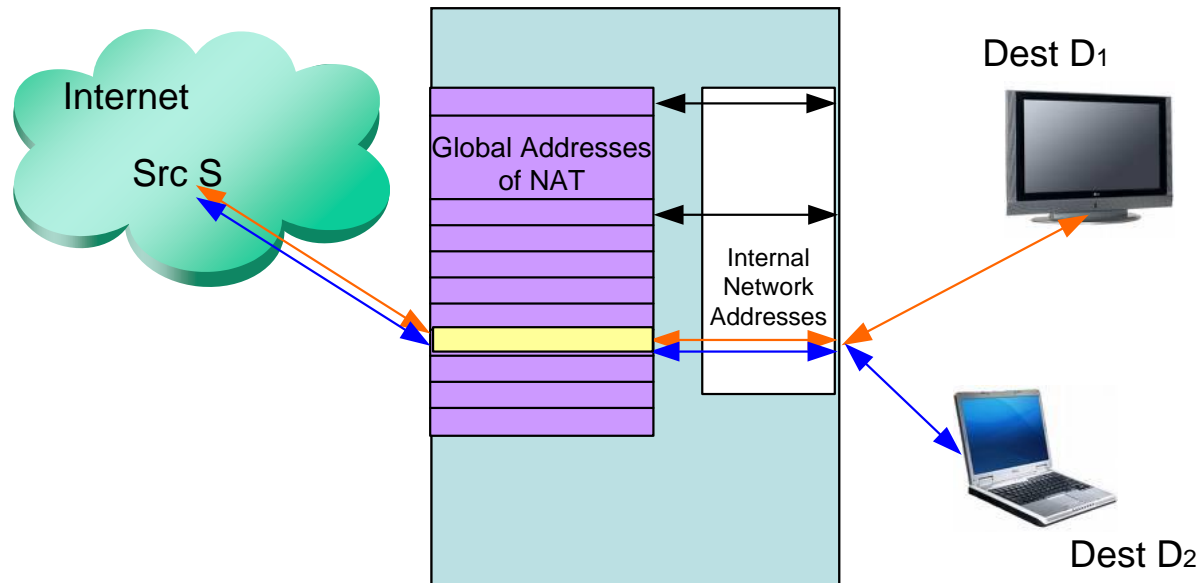 Internet
Src S
Global Addresses
of NAT
Internal
Network
Addresses
Dest D1
Dest D2